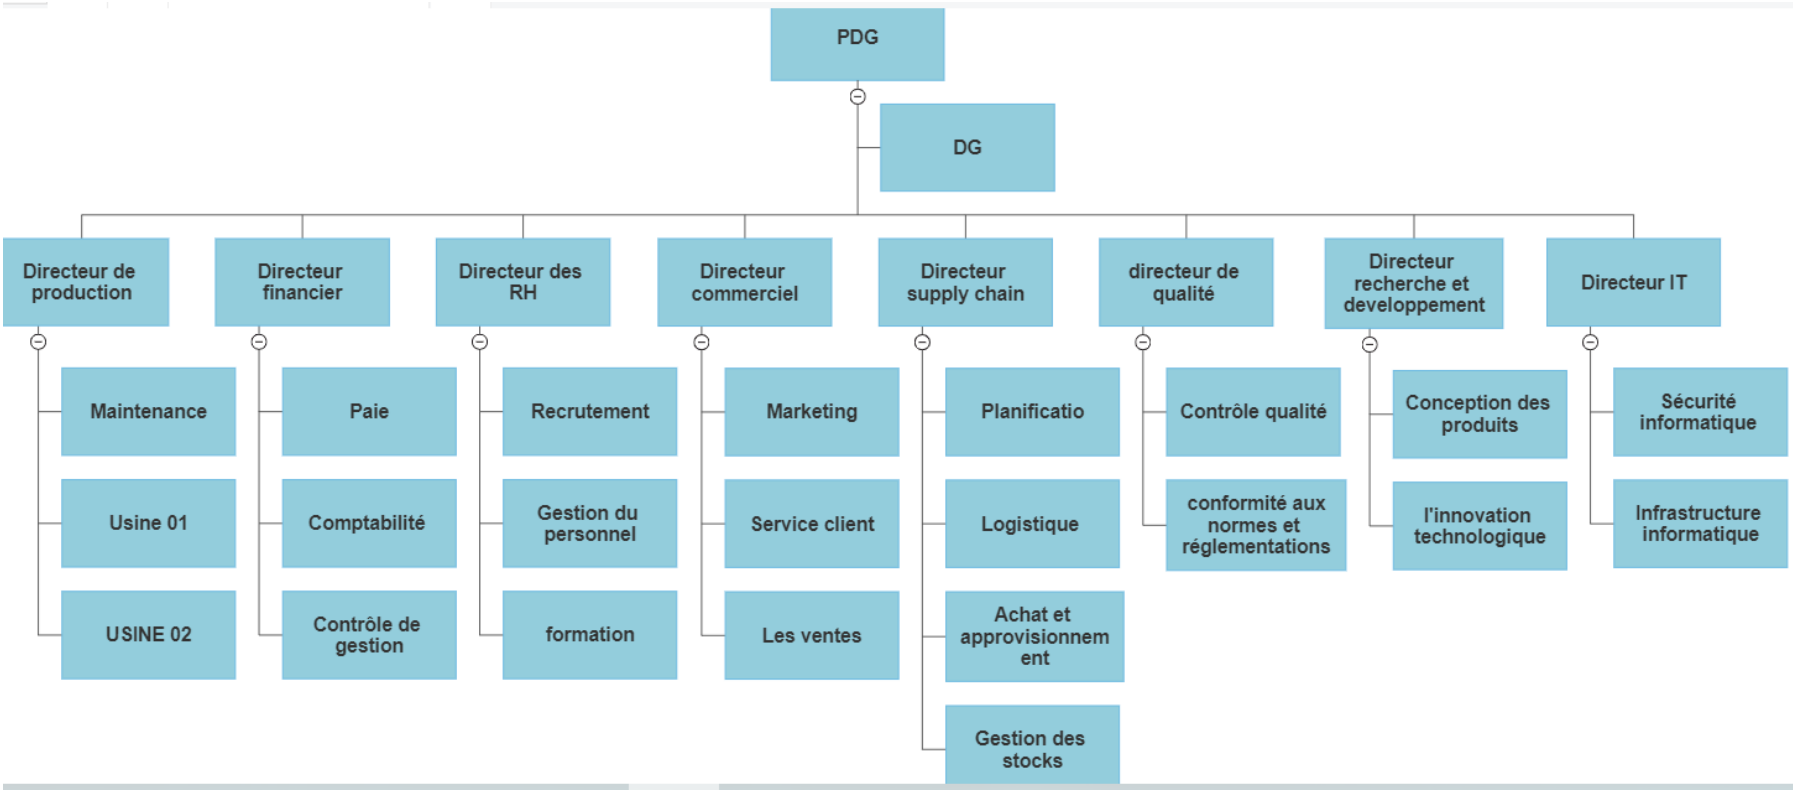 PDG
DG
Directeur de
production
Directeur
financier
Directeur des
RH
Directeur
commerciel
Directeur
supply chain
directeur de
qualité
Directeur
recherche et
developpement
Directeur IT
Maintenance
Usine 01
USINE 02
Paie
Comptabilité
Contrôle de
gestion
Recrutement
Gestion du
personnel
formation
Marketing
Service client
Les ventes
Planificatio
Logistique
Achat et
approvisionnem
ent
Gestion des
stocks
Contrôle qualité
conformité aux
normes et
réglementations
Conception des
produits
l'innovation
technologique
Sécurité
informatique
Infrastructure
informatique